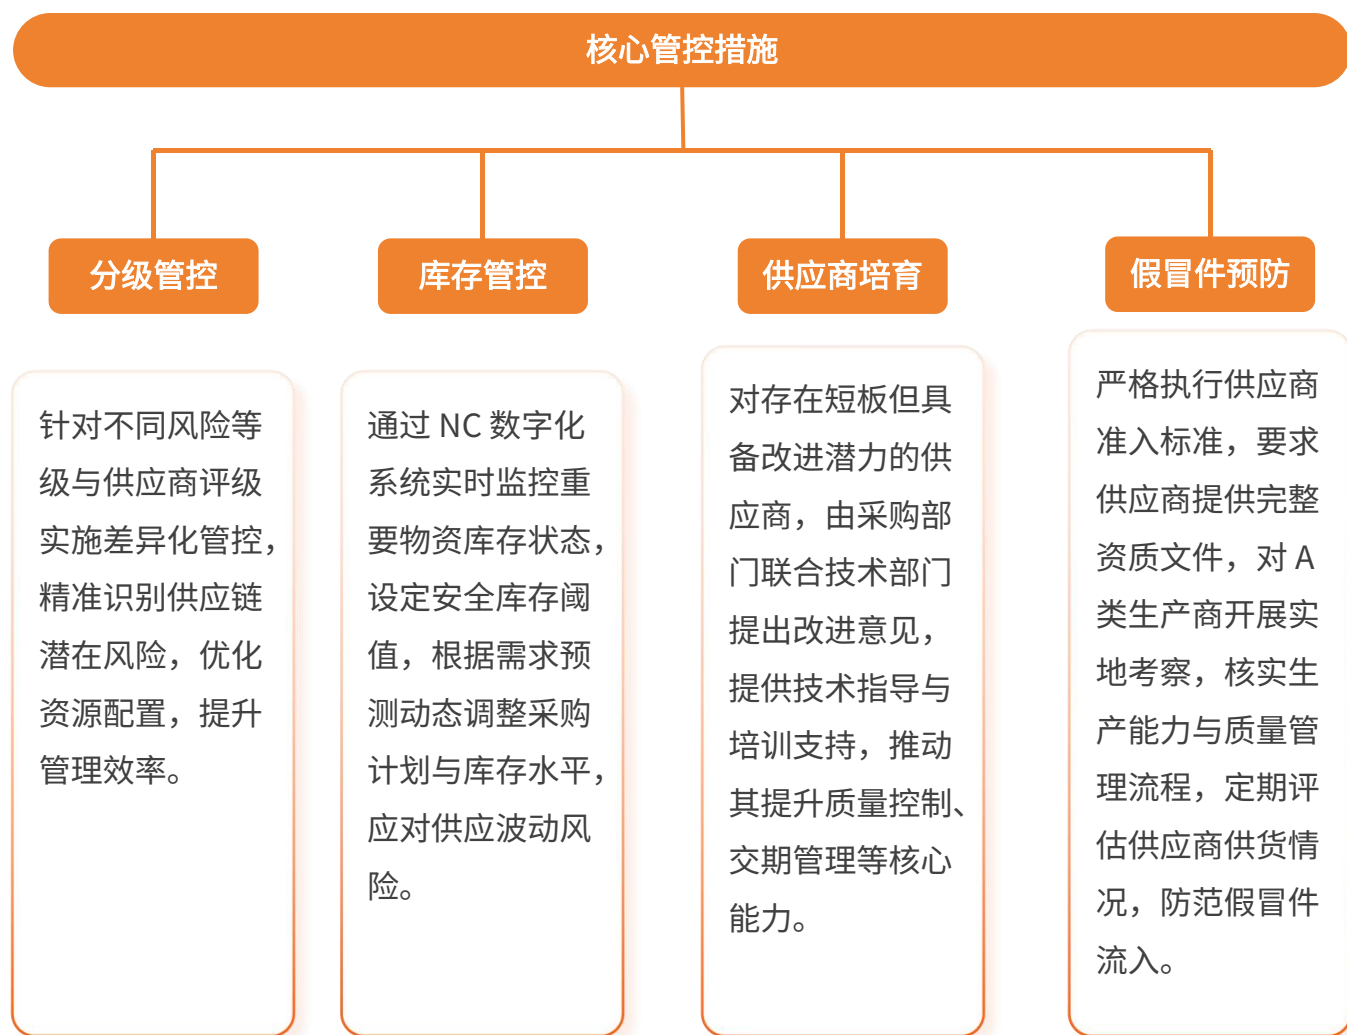 核心管控措施
分级管控
针对不同风险等
级与供应商评级
实施差异化管控，
精准识别供应链
潜在风险，优化
资源配置，提升
管理效率。
库存管控
通过 NC 数字化
系统实时监控重
要物资库存状态，
设定安全库存阈
值，根据需求预
测动态调整采购
计划与库存水平，
应对供应波动风
险。
供应商培育
对存在短板但具
备改进潜力的供
应商，由采购部
门联合技术部门
提出改进意见，
提供技术指导与
培训支持，推动
其提升质量控制、
交期管理等核心
能力。
假冒件预防
严格执行供应商
准入标准，要求
供应商提供完整
资质文件，对 A
类生产商开展实
地考察，核实生
产能力与质量管
理流程，定期评
估供应商供货情
况，防范假冒件
流入。